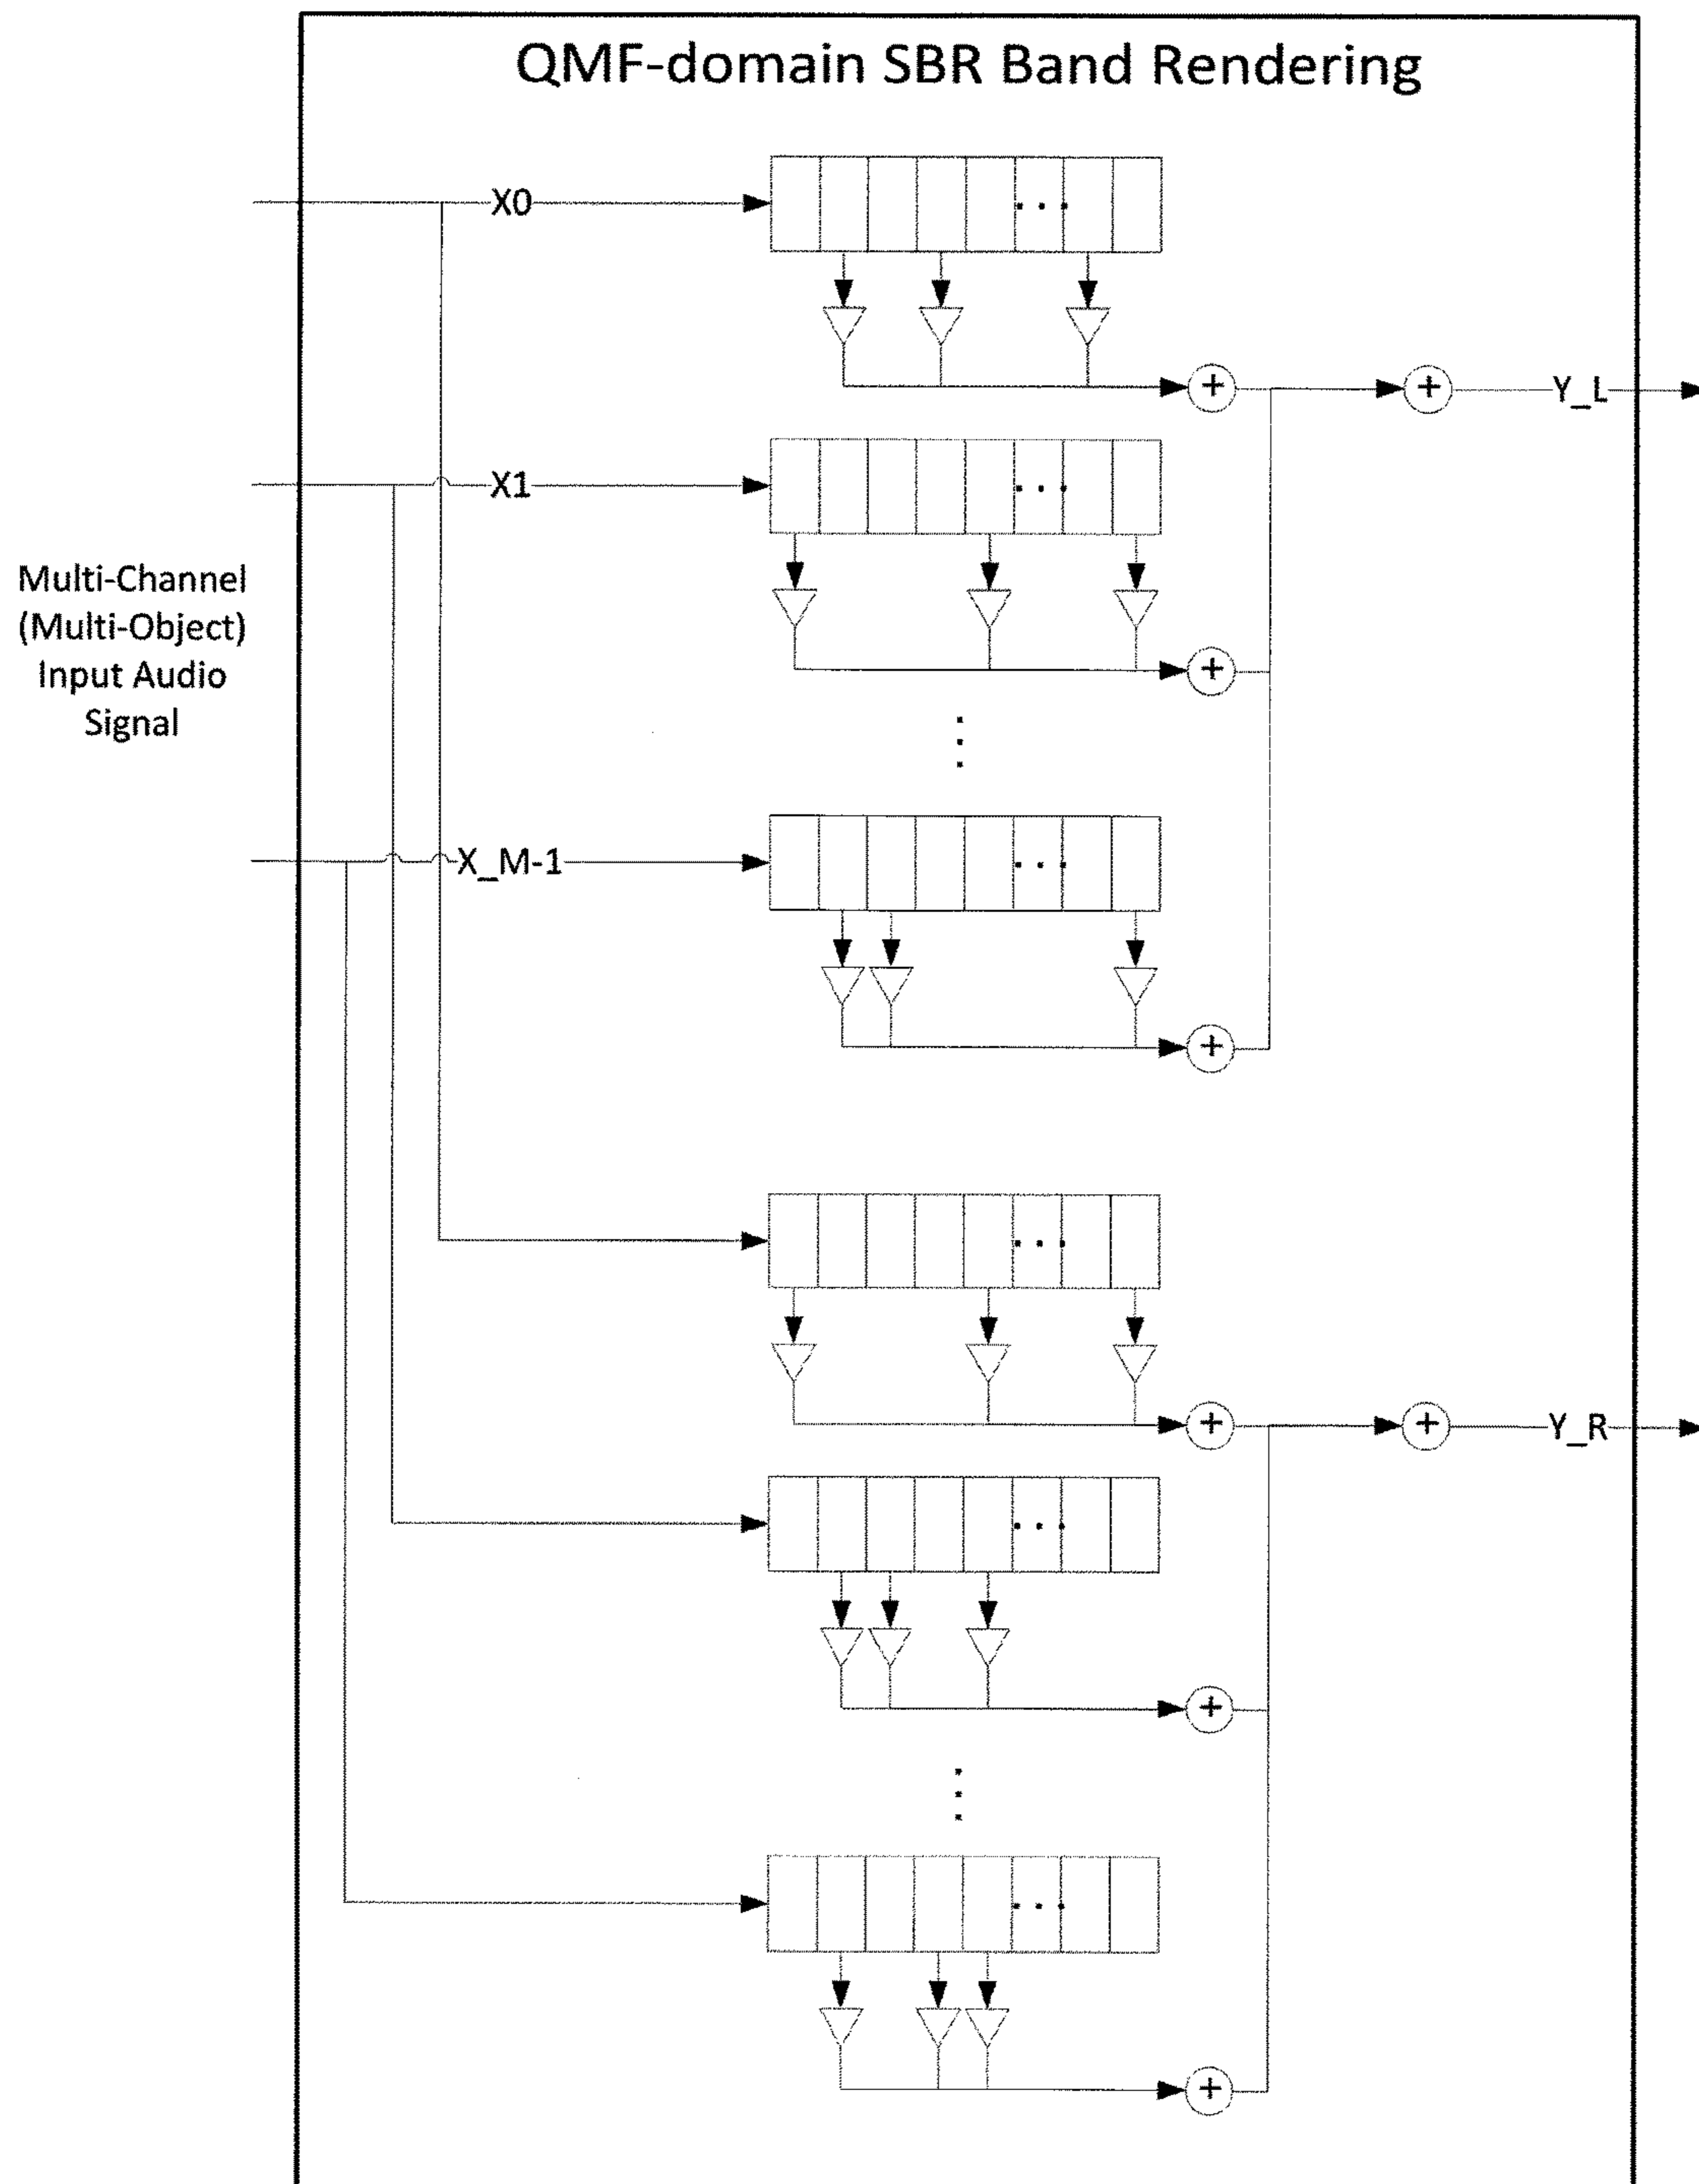 QMF-domain SBR Band Rendering
X0
. . .
+
+
Y_L
X1
. . .
Multi-Channel
(Multi-Object)
Input Audio
Signal
+
X_M-1
. . .
+
. . .
+
+
Y_R
. . .
+
. . .
+